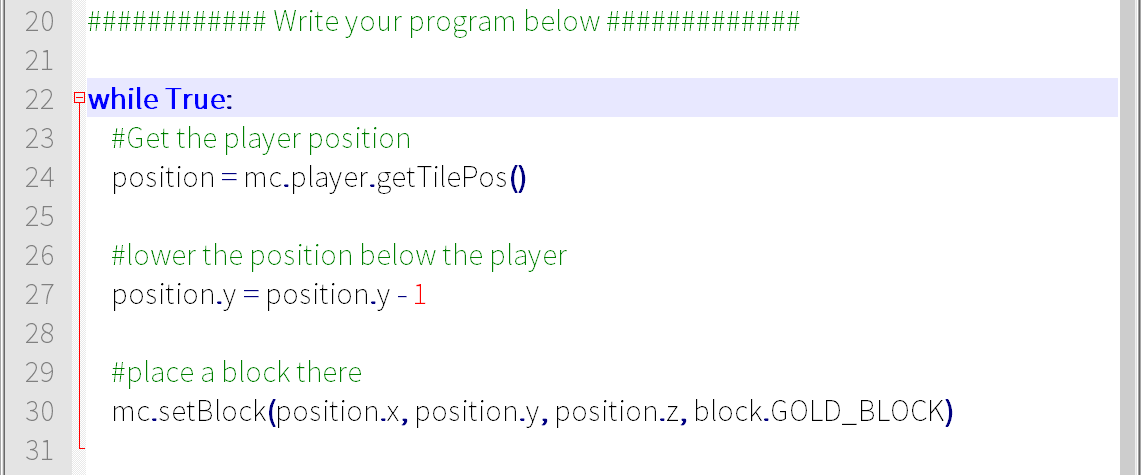 20 ############ Write your program below #############
21
22 while True:
23 #Get the player position
24 position = mc.player.getTilePos()
25
26 #lower the position below the player
27 position.y = position.y - 1
28
29 #place a block there
30 mc.setBlock(position.x, position.y, position.z, block.GOLD_BLOCK)
31